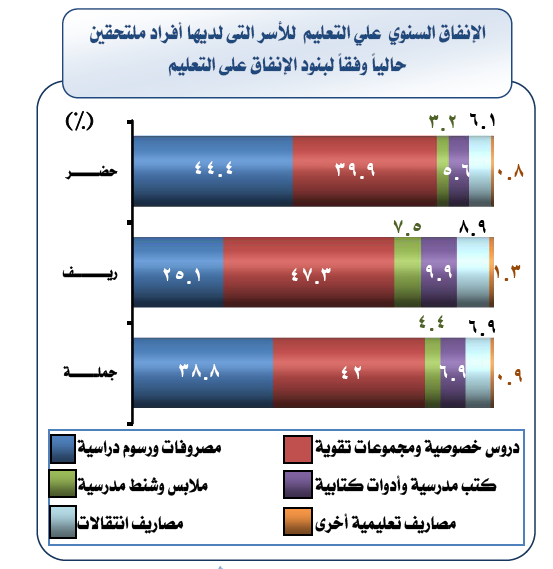 الإنفاق السنوي علي التعليم للأسر التى لديها أفراد ملتحقين
حالياً وفقاً لبنود الإنفاق على التعليم
(٪)
٣.٢ ٦.١
حضـــر ٤٤.٤ ٣٩.٩ ٥.٦ ٠.٨
٧.٥ ٨.٩
ريـــف ٢٥.١ ٤٧.٣ ٩.٩ ١.٣
٤.٤ ٦.٩
جملـــة ٣٨.٨ ٤٢ ٦.٩ ٠.٩
دروس خصوصية ومجموعات تقوية مصروفات ورسوم دراسية
كتب مدرسية وأدوات كتابية ملابس وشنط مدرسية
مصاريف تعليمية أخرى مصاريف انتقالات